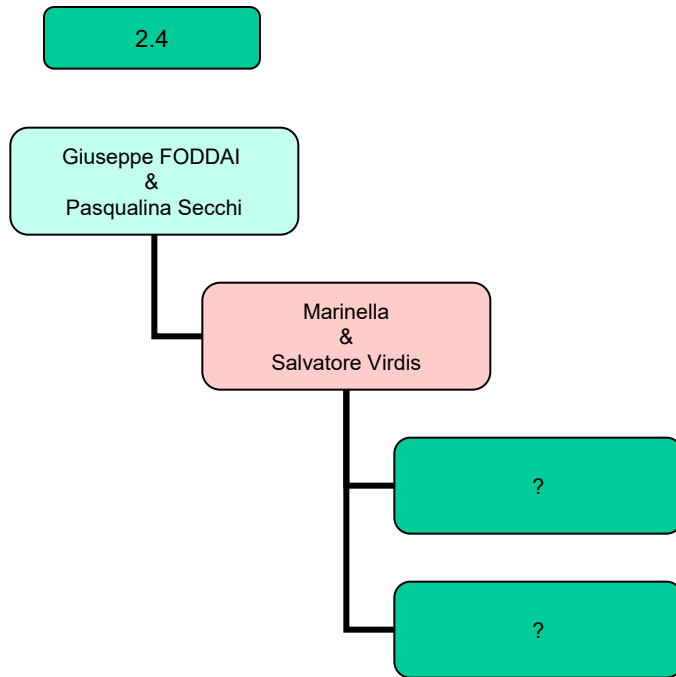 2.4
Giuseppe FODDAI
&
Pasqualina Secchi
Marinella
&
Salvatore Virdis
?
?